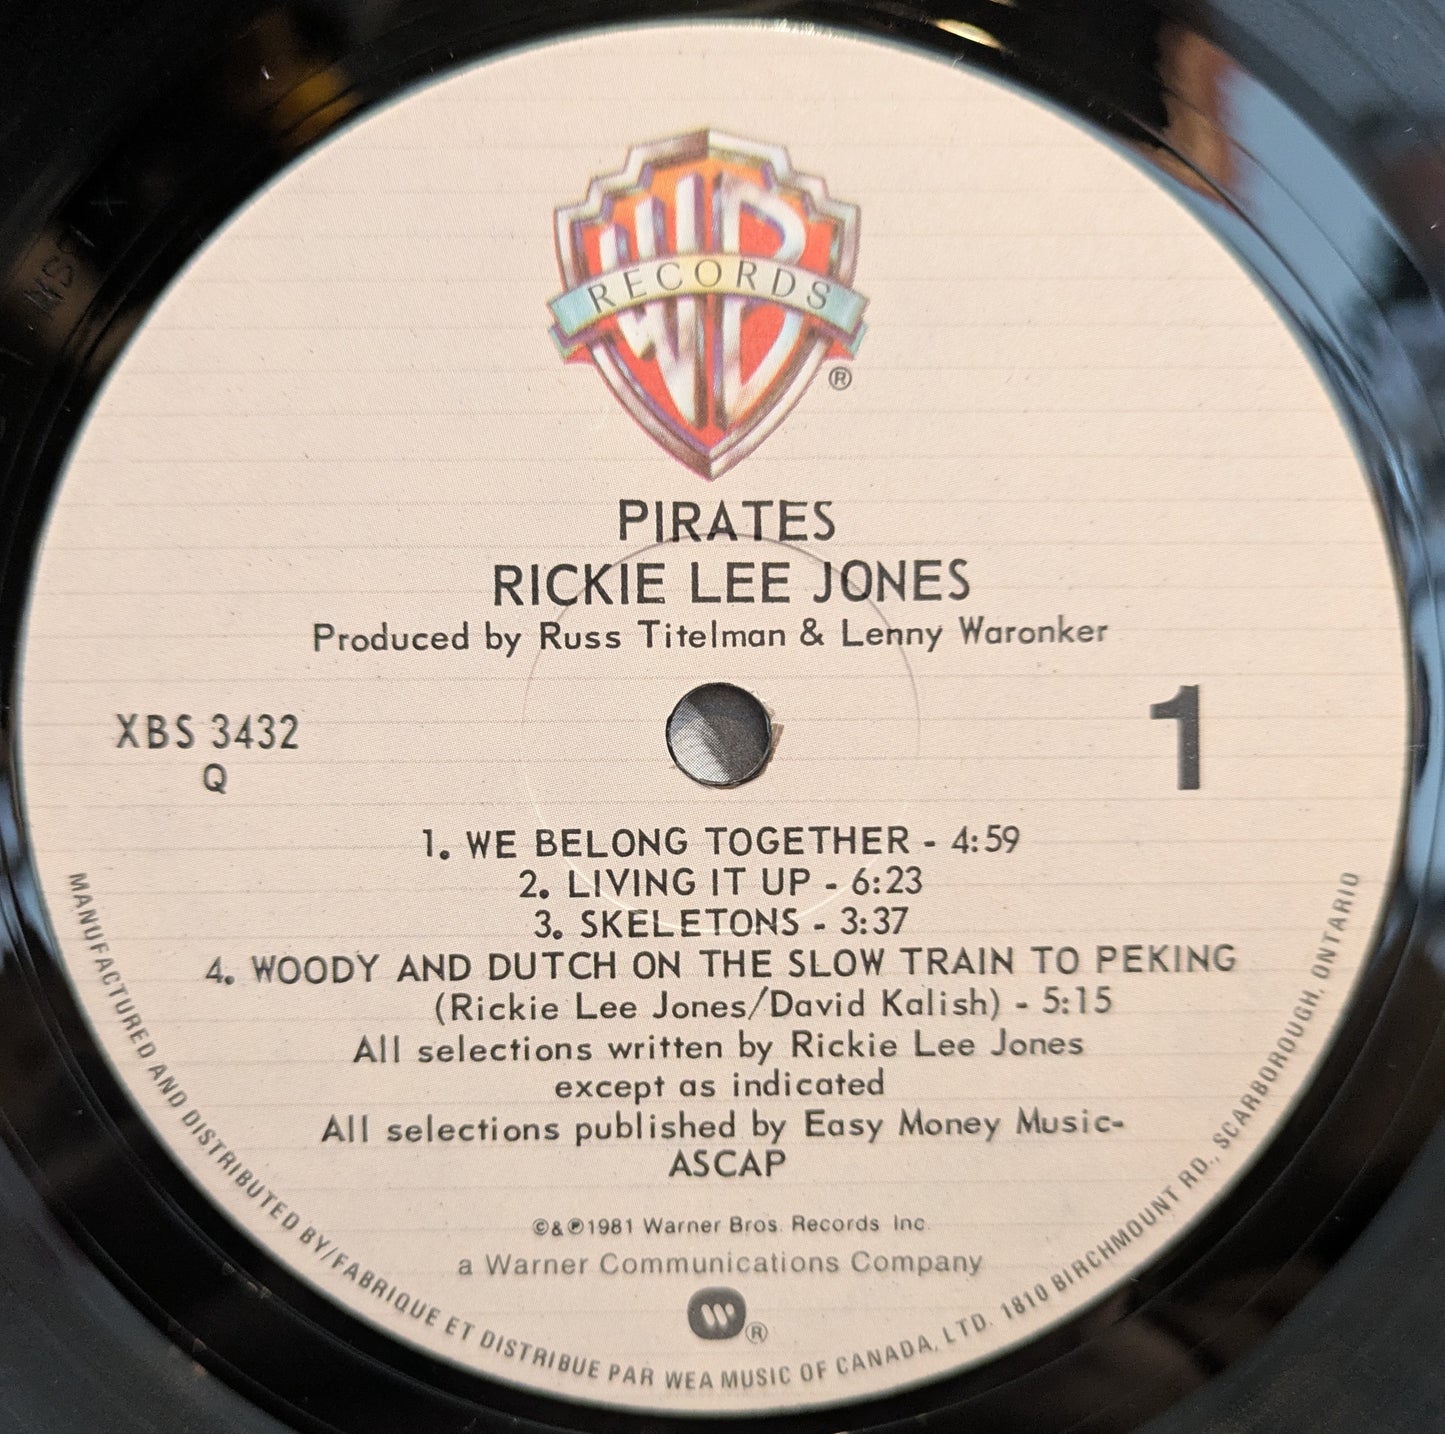 WB
RECORDS
®
PIRATES
RICKIE LEE JONES
Produced by Russ Titelman & Lenny Waronker
XBS 3432
Q
1
1. WE BELONG TOGETHER - 4:59
2. LIVING IT UP - 6:23
3. SKELETONS - 3:37
4. WOODY AND DUTCH ON THE SLOW TRAIN TO PEKING
(Rickie Lee Jones/David Kalish) - 5:15
All selections written by Rickie Lee Jones
except as indicated
All selections published by Easy Money Music-
ASCAP
©&℗1981 Warner Bros. Records Inc.
a Warner Communications Company
W®
MANUFACTURED AND DISTRIBUTED BY/FABRIQUE ET DISTRIBUE PAR WEA MUSIC OF CANADA, LTD. 1810 BIRCHMOUNT RD., SCARBOROUGH, ONTARIO